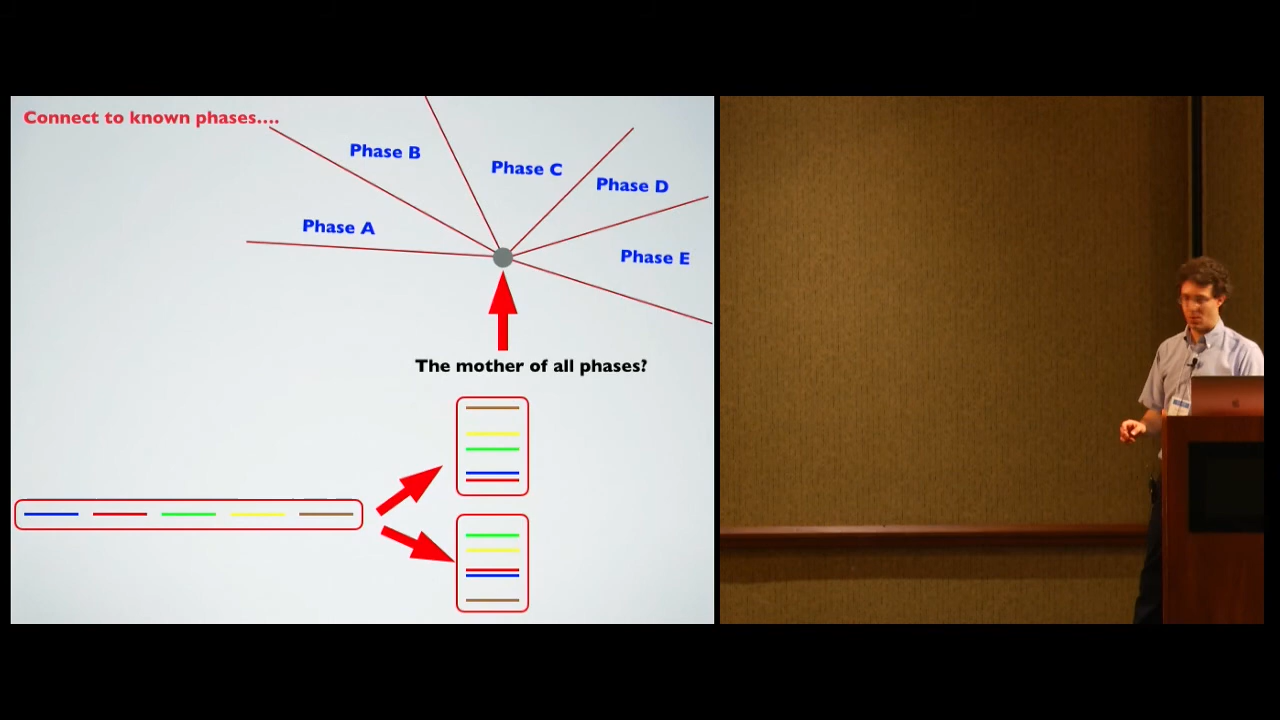 Connect to known phases....
Phase B
Phase C
Phase D
Phase A
Phase E
The mother of all phases?